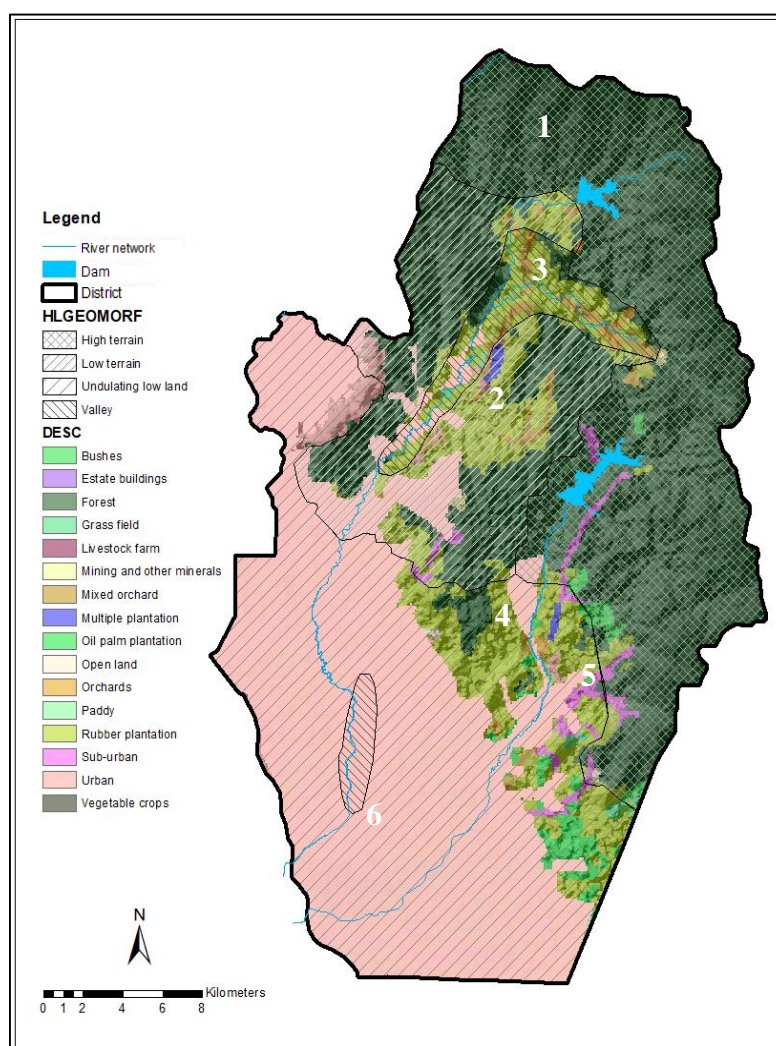 1
3
2
4
5
6
Legend
River network
Dam
District
HLGEOMORF
High terrain
Low terrain
Undulating low land
Valley
DESC
Bushes
Estate buildings
Forest
Grass field
Livestock farm
Mining and other minerals
Mixed orchard
Multiple plantation
Oil palm plantation
Open land
Orchards
Paddy
Rubber plantation
Sub-urban
Urban
Vegetable crops
N
Kilometers
0 1 2 4 6 8